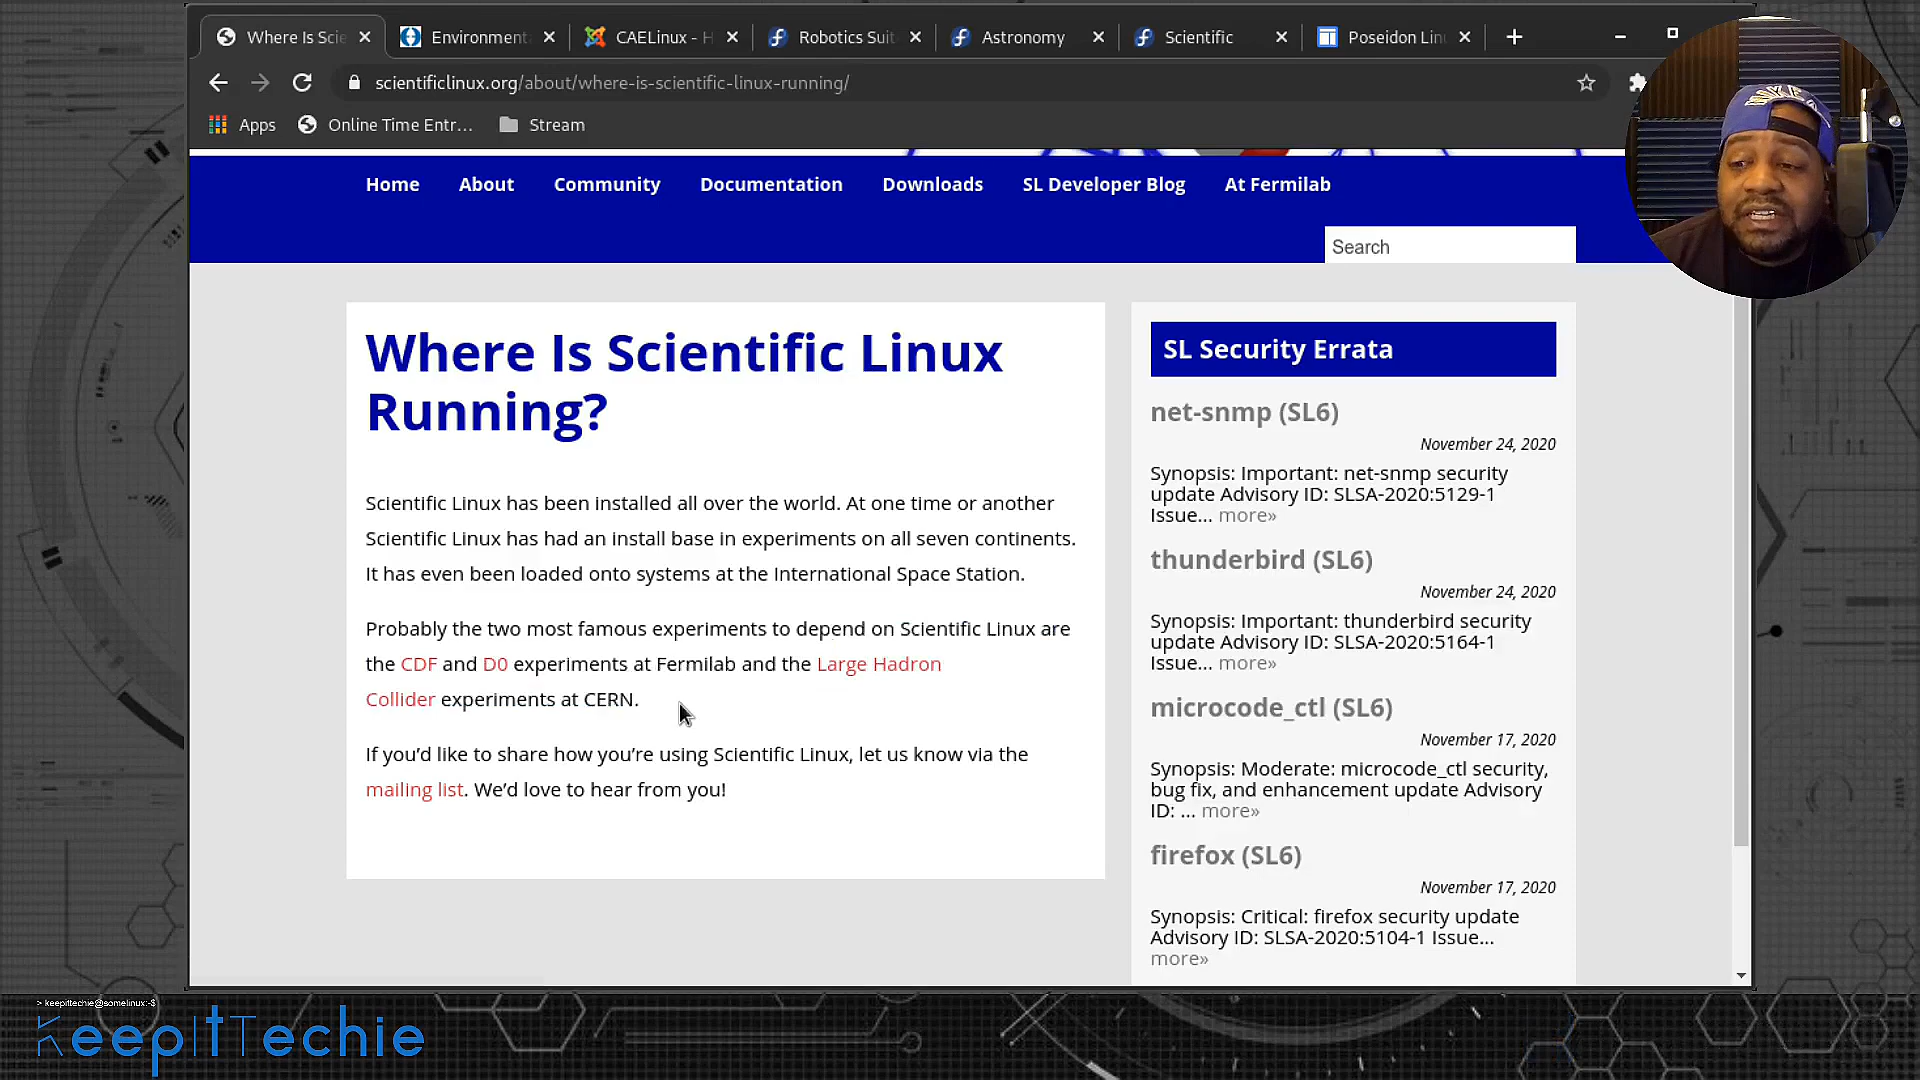 Where Is Scie
Environment
CAELinux - H
Robotics Suit
Astronomy
Scientific
Poseidon Lin
scientificlinux.org/about/where-is-scientific-linux-running/
Apps
Online Time Entr...
Stream
Home
About
Community
Documentation
Downloads
SL Developer Blog
At Fermilab
Search
Where Is Scientific Linux
Running?
Scientific Linux has been installed all over the world. At one time or another
Scientific Linux has had an install base in experiments on all seven continents.
It has even been loaded onto systems at the International Space Station.
Probably the two most famous experiments to depend on Scientific Linux are
the CDF and D0 experiments at Fermilab and the Large Hadron
Collider experiments at CERN.
If you’d like to share how you’re using Scientific Linux, let us know via the
mailing list. We’d love to hear from you!
SL Security Errata
net-snmp (SL6)
November 24, 2020
Synopsis: Important: net-snmp security
update Advisory ID: SLSA-2020:5129-1
Issue... more»
thunderbird (SL6)
November 24, 2020
Synopsis: Important: thunderbird security
update Advisory ID: SLSA-2020:5164-1
Issue... more»
microcode_ctl (SL6)
November 17, 2020
Synopsis: Moderate: microcode_ctl security,
bug fix, and enhancement update Advisory
ID: ... more»
firefox (SL6)
November 17, 2020
Synopsis: Critical: firefox security update
Advisory ID: SLSA-2020:5104-1 Issue...
more»
> keepittechie@somelinux:~$
KeepItTechie